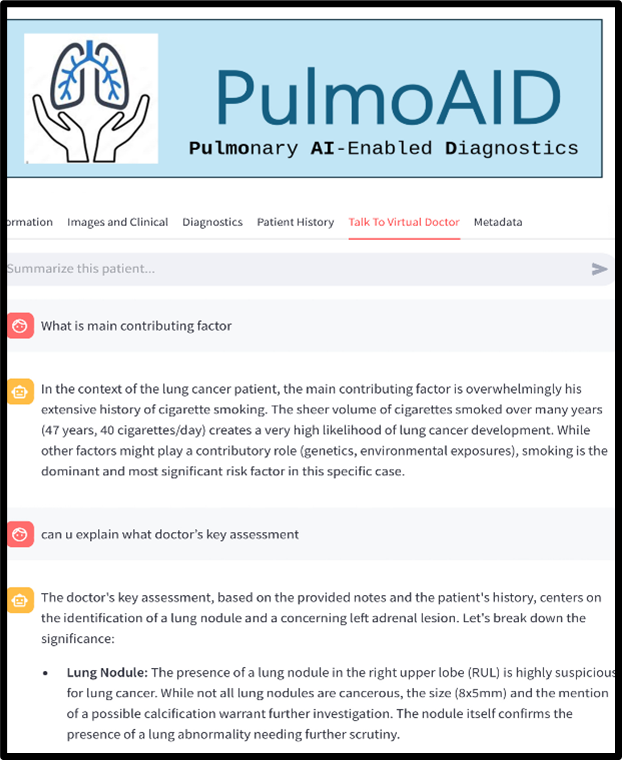 PulmoAID
Pulmonary AI-Enabled Diagnostics
ormation Images and Clinical Diagnostics Patient History Talk To Virtual Doctor Metadata
Summarize this patient...
What is main contributing factor
In the context of the lung cancer patient, the main contributing factor is overwhelmingly his
extensive history of cigarette smoking. The sheer volume of cigarettes smoked over many years
(47 years, 40 cigarettes/day) creates a very high likelihood of lung cancer development. While
other factors might play a contributory role (genetics, environmental exposures), smoking is the
dominant and most significant risk factor in this specific case.
can u explain what doctor's key assessment
The doctor's key assessment, based on the provided notes and the patient's history, centers on
the identification of a lung nodule and a concerning left adrenal lesion. Let's break down the
significance:
• Lung Nodule: The presence of a lung nodule in the right upper lobe (RUL) is highly suspicious
for lung cancer. While not all lung nodules are cancerous, the size (8x5mm) and the mention
of a possible calcification warrant further investigation. The nodule itself confirms the
presence of a lung abnormality needing further scrutiny.